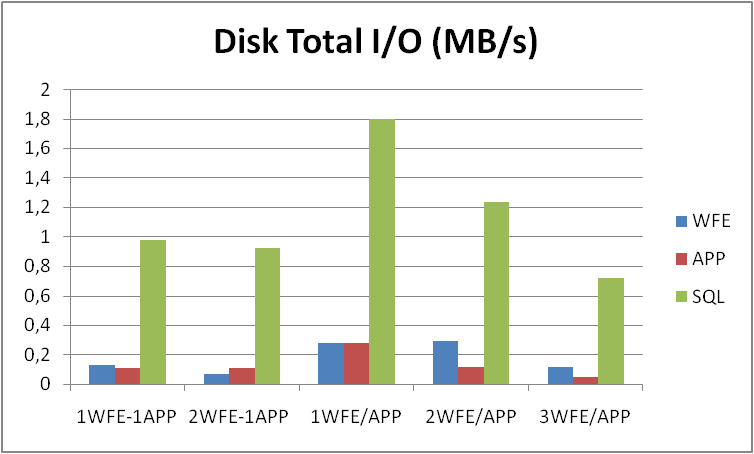 Disk Total I/O (MB/s)
2
1,8
1,6
1,4
1,2
1
0,8
0,6
0,4
0,2
0
WFE
APP
SQL
1WFE-1APP 2WFE-1APP 1WFE/APP 2WFE/APP 3WFE/APP